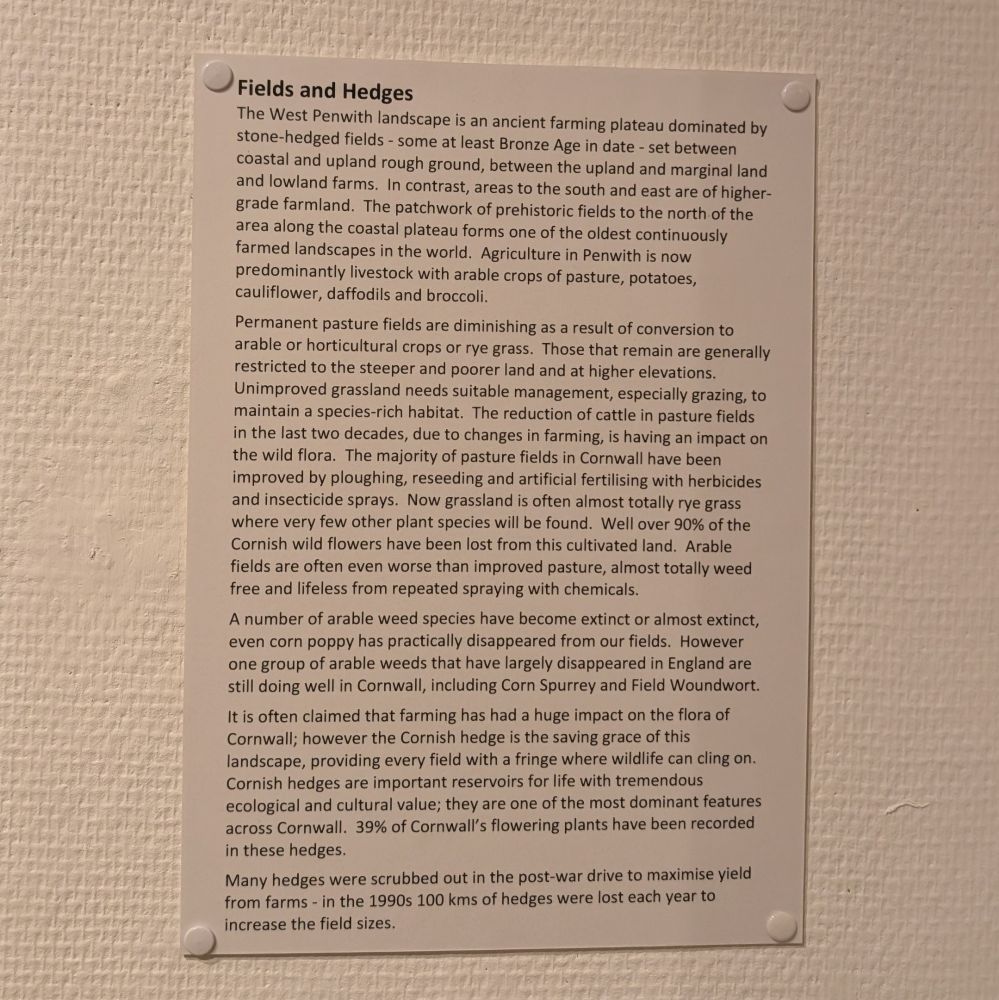 Fields and Hedges
The West Penwith landscape is an ancient farming plateau dominated by
stone-hedged fields - some at least Bronze Age in date - set between
coastal and upland rough ground, between the upland and marginal land
and lowland farms. In contrast, areas to the south and east are of higher-
grade farmland. The patchwork of prehistoric fields to the north of the
area along the coastal plateau forms one of the oldest continuously
farmed landscapes in the world. Agriculture in Penwith is now
predominantly livestock with arable crops of pasture, potatoes,
cauliflower, daffodils and broccoli.
Permanent pasture fields are diminishing as a result of conversion to
arable or horticultural crops or rye grass. Those that remain are generally
restricted to the steeper and poorer land and at higher elevations.
Unimproved grassland needs suitable management, especially grazing, to
maintain a species-rich habitat. The reduction of cattle in pasture fields
in the last two decades, due to changes in farming, is having an impact on
the wild flora. The majority of pasture fields in Cornwall have been
improved by ploughing, reseeding and artificial fertilising with herbicides
and insecticide sprays. Now grassland is often almost totally rye grass
where very few other plant species will be found. Well over 90% of the
Cornish wild flowers have been lost from this cultivated land. Arable
fields are often even worse than improved pasture, almost totally weed
free and lifeless from repeated spraying with chemicals.
A number of arable weed species have become extinct or almost extinct,
even corn poppy has practically disappeared from our fields. However
one group of arable weeds that have largely disappeared in England are
still doing well in Cornwall, including Corn Spurrey and Field Woundwort.
It is often claimed that farming has had a huge impact on the flora of
Cornwall; however the Cornish hedge is the saving grace of this
landscape, providing every field with a fringe where wildlife can cling on.
Cornish hedges are important reservoirs for life with tremendous
ecological and cultural value; they are one of the most dominant features
across Cornwall. 39% of Cornwall's flowering plants have been recorded
in these hedges.
Many hedges were scrubbed out in the post-war drive to maximise yield
from farms - in the 1990s 100 kms of hedges were lost each year to
increase the field sizes.